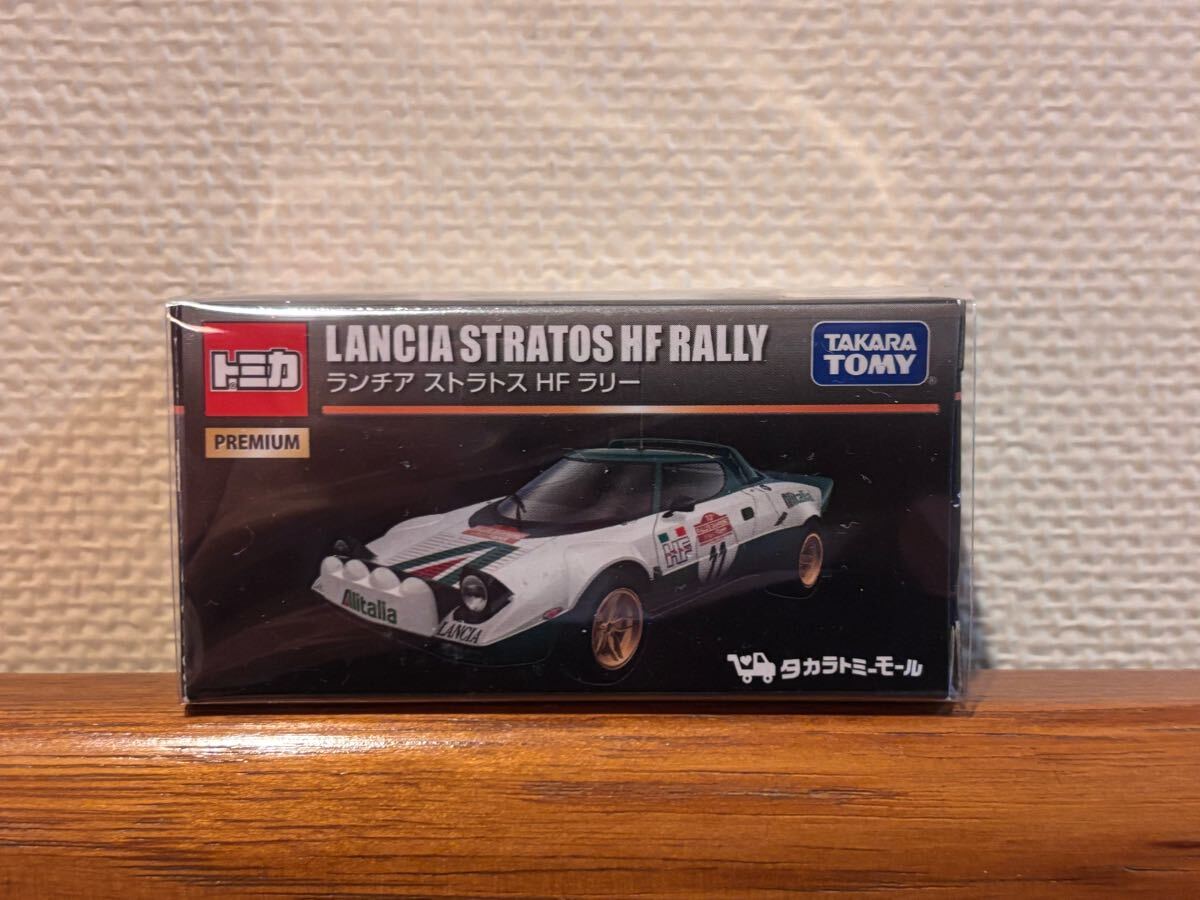 トミカ
LANCIA STRATOS HF RALLY
ランチア ストラトス HF ラリー
TAKARA
TOMY
PREMIUM
Alitalia
HF
11
Alitalia
LANCIA
タカラトミーモール